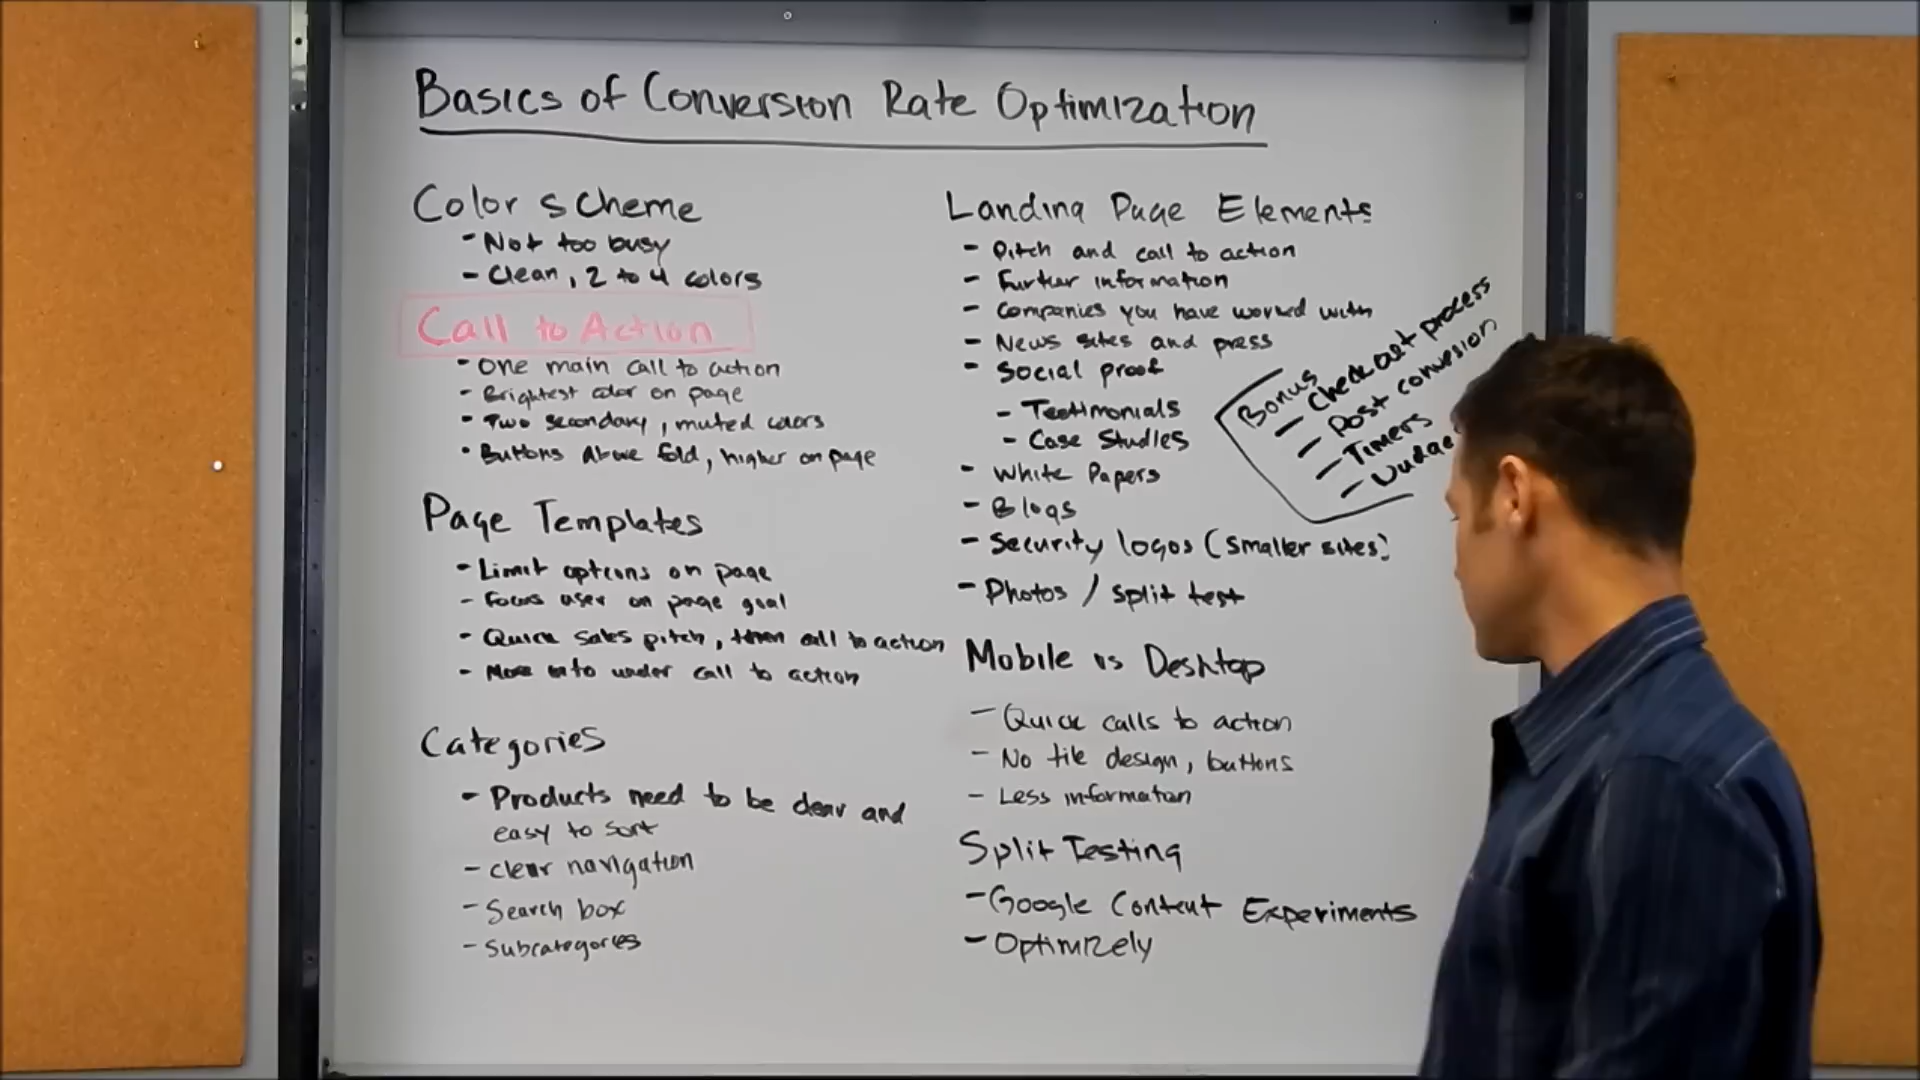 Basics of Conversion Rate Optimization
Color scheme
- Not too busy
- Clean, 2 to 4 colors
Call to Action
- One main call to action
- Brightest color on page
- Two secondary, muted colors
- Buttons above fold, higher on page
Page Templates
- Limit options on page
- Focus user on page goal
- Quick sales pitch, then call to action
- More info under call to action
Categories
- Products need to be clear and
easy to sort
- clear navigation
- Search box
- Subcategories
Landing Page Elements
- Pitch and call to action
- Further information
- Companies you have worked with
- News sites and press
- Social proof
- Testimonials
- Case Studies
- White Papers
- Blogs
- Security logos (smaller sites)
- Photos / split test
Bonus
- Checkout process
- Post conversion
- Timers
Mobile vs Desktop
- Quick calls to action
- No tile design, buttons
- Less information
Split Testing
- Google Content Experiments
- Optimizely